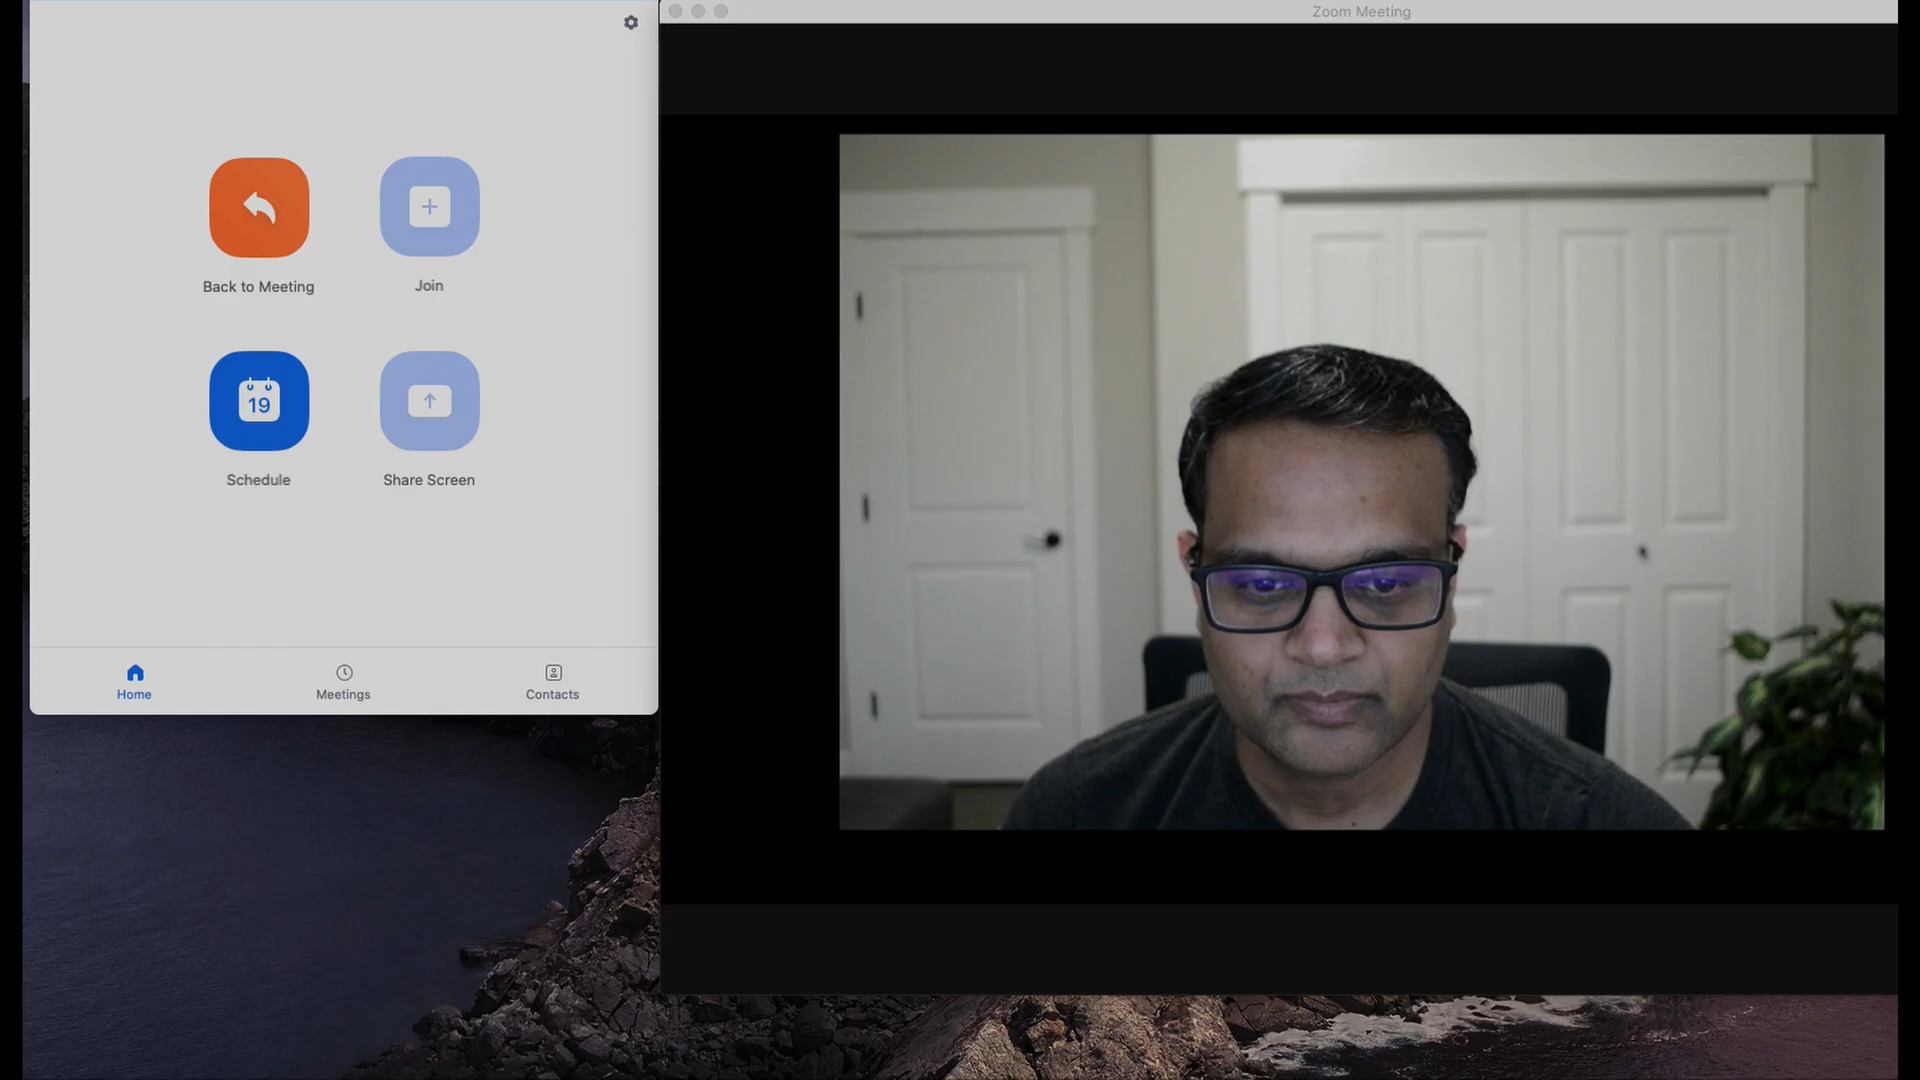 Zoom Meeting
Back to Meeting
Join
19
Schedule
Share Screen
Home
Meetings
Contacts